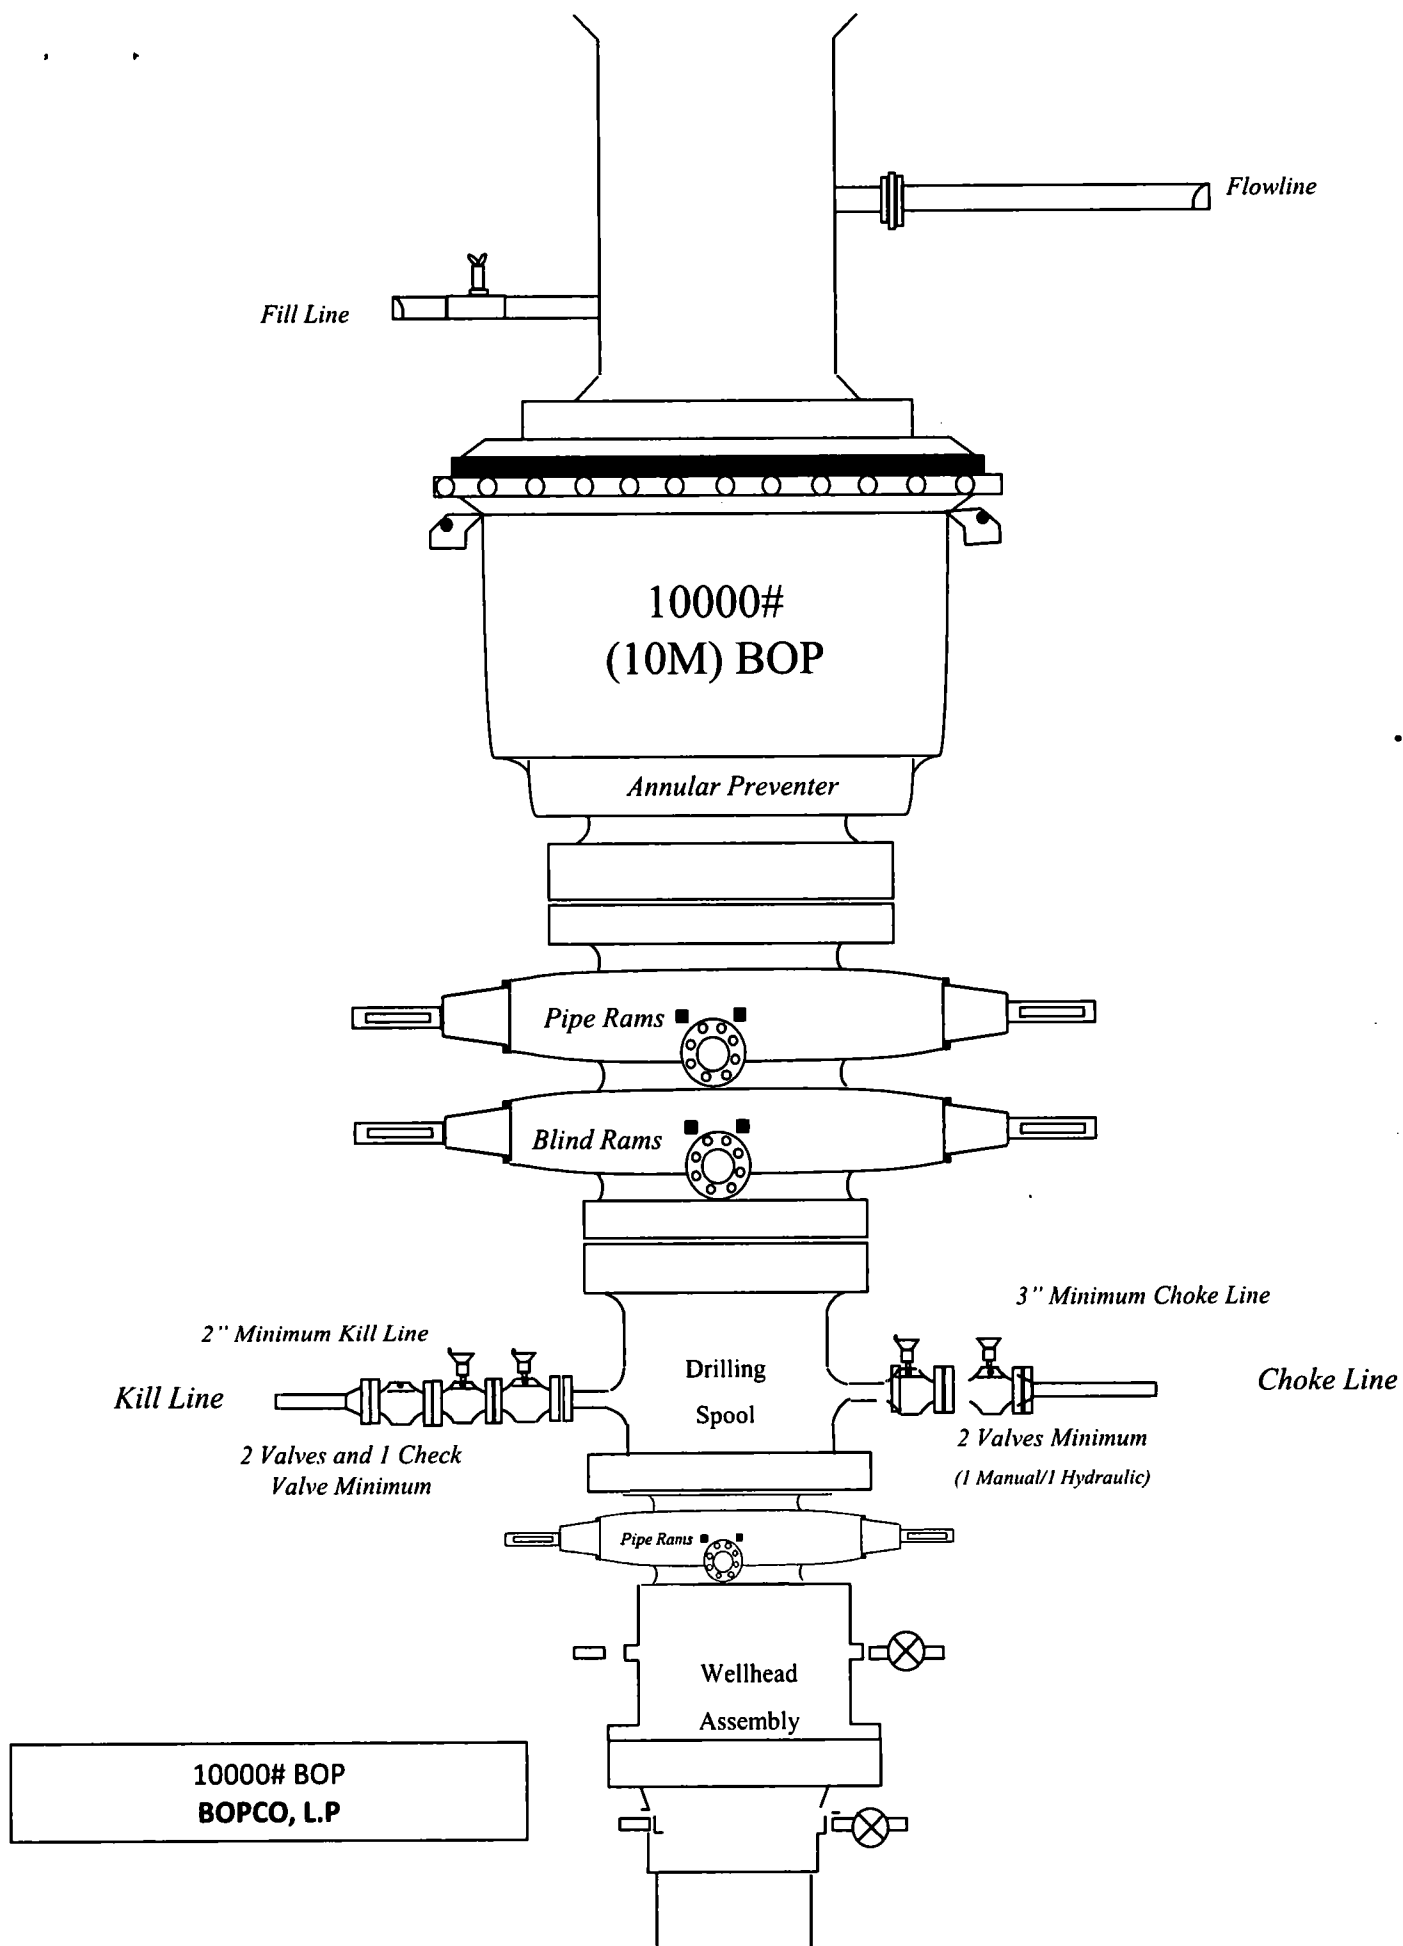 Flowline
Fill Line
10000#
(10M) BOP
Annular Preventer
Pipe Rams
Blind Rams
3" Minimum Choke Line
2" Minimum Kill Line
Drilling
Spool
Kill Line
Choke Line
2 Valves and 1 Check
Valve Minimum
2 Valves Minimum
(1 Manual/1 Hydraulic)
Pipe Rams
Wellhead
Assembly
10000# BOP
BOPCO, L.P